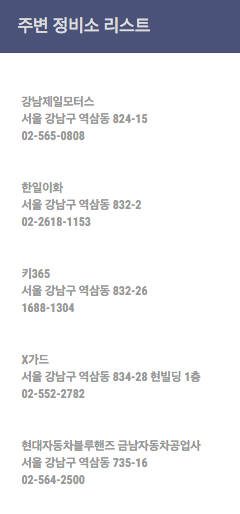 주변 정비소 리스트
강남제일모터스
서울 강남구 역삼동 824-15
02-565-0808
한일이화
서울 강남구 역삼동 832-2
02-2618-1153
키365
서울 강남구 역삼동 832-26
1688-1304
X가드
서울 강남구 역삼동 834-28 현빌딩 1층
02-552-2782
현대자동차블루핸즈 금남자동차공업사
서울 강남구 역삼동 735-16
02-564-2500